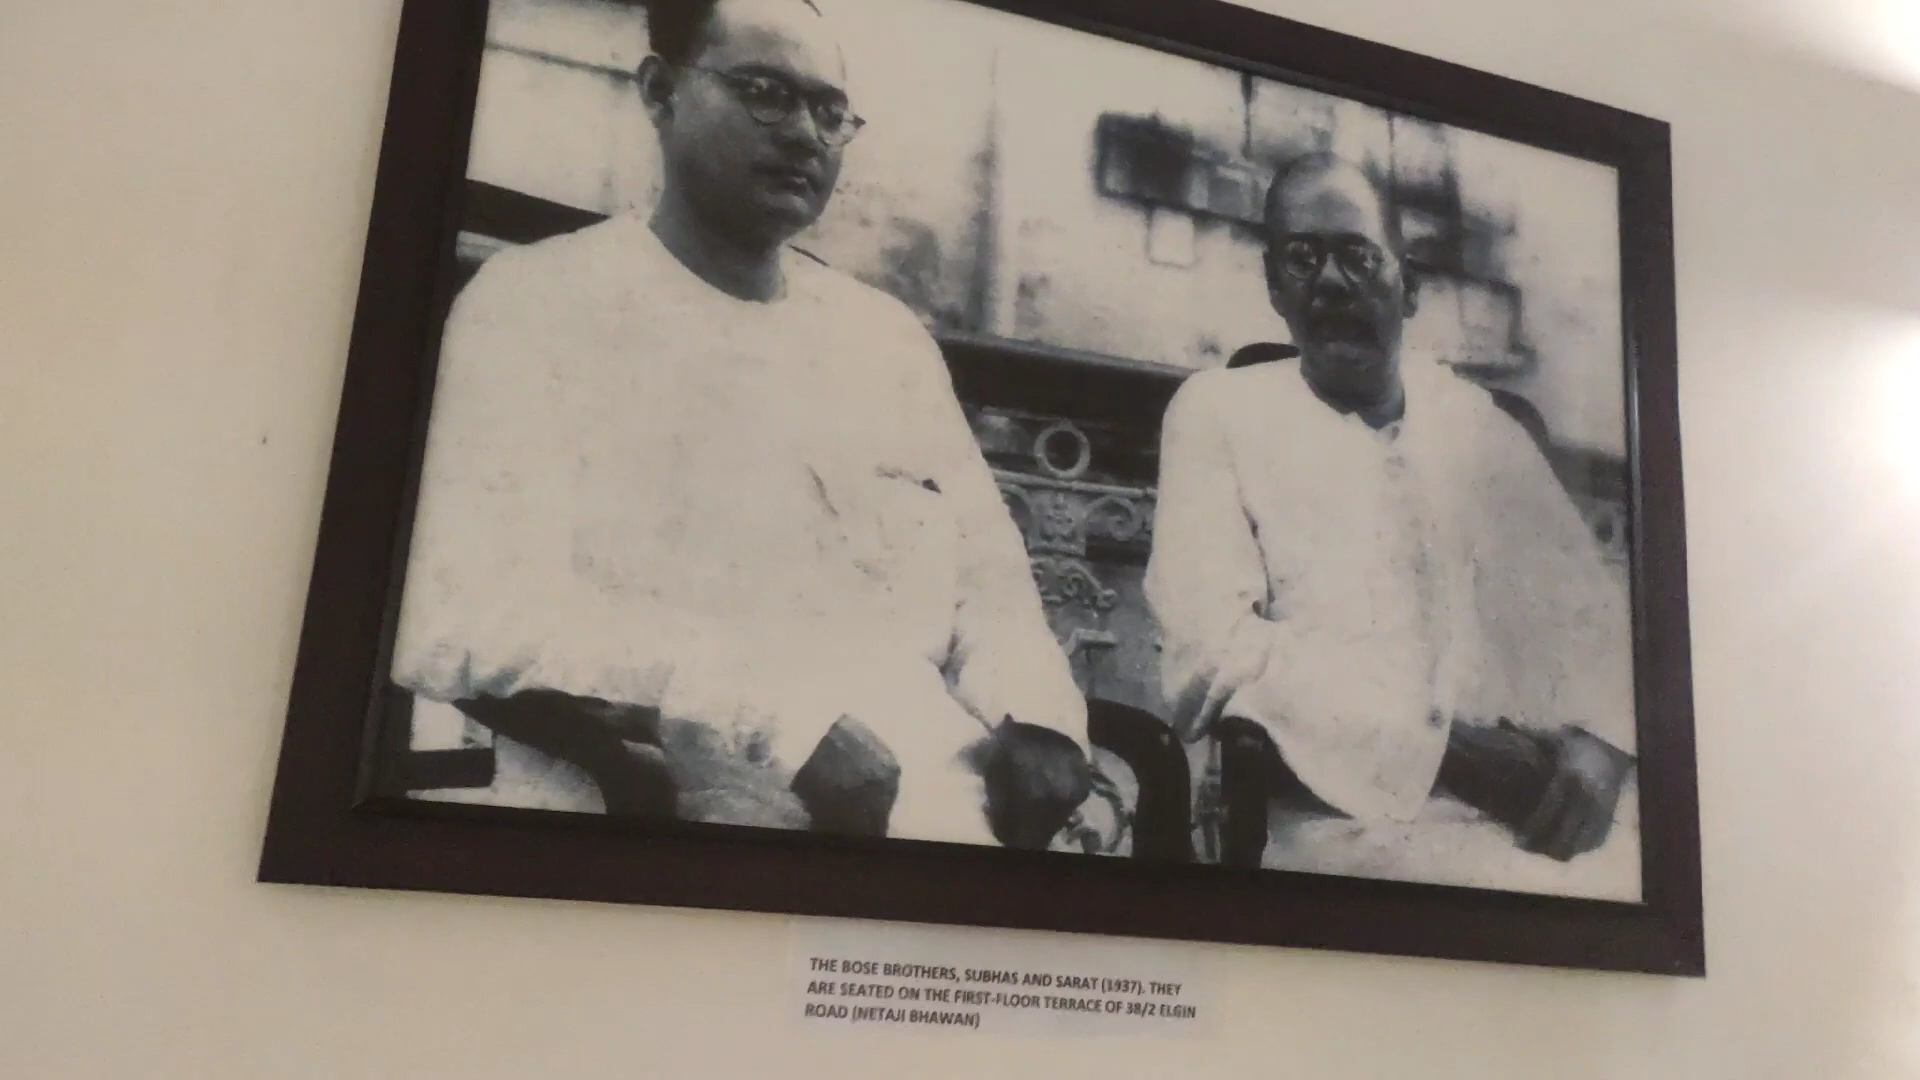 THE BOSE BROTHERS, SUBHAS AND SARAT (1937). THEY
ARE SEATED ON THE FIRST-FLOOR TERRACE OF 38/2 ELGIN
ROAD (NETAJI BHAWAN)